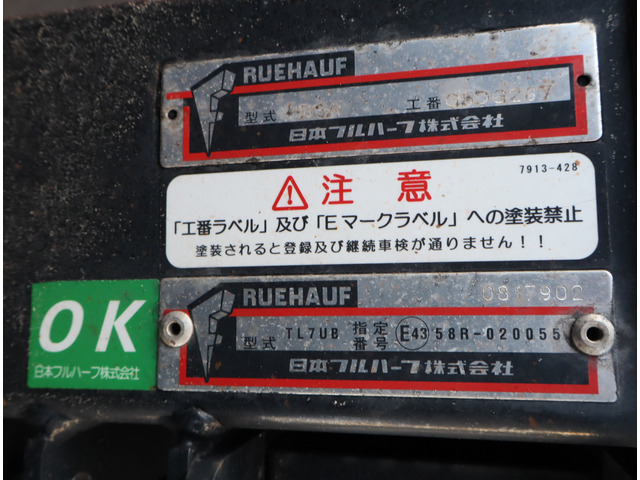 RUEHAUF
型式 工番
日本フルハーフ株式会社
7913-428
⚠注意
「工番ラベル」及び「Eマークラベル」への塗装禁止
塗装されると登録及び継続車検が通りません!!
OK
日本フルハーフ株式会社
RUEHAUF
0817902
型式 TL7UB 指定番号 E43 58R-020055
日本フルハーフ株式会社